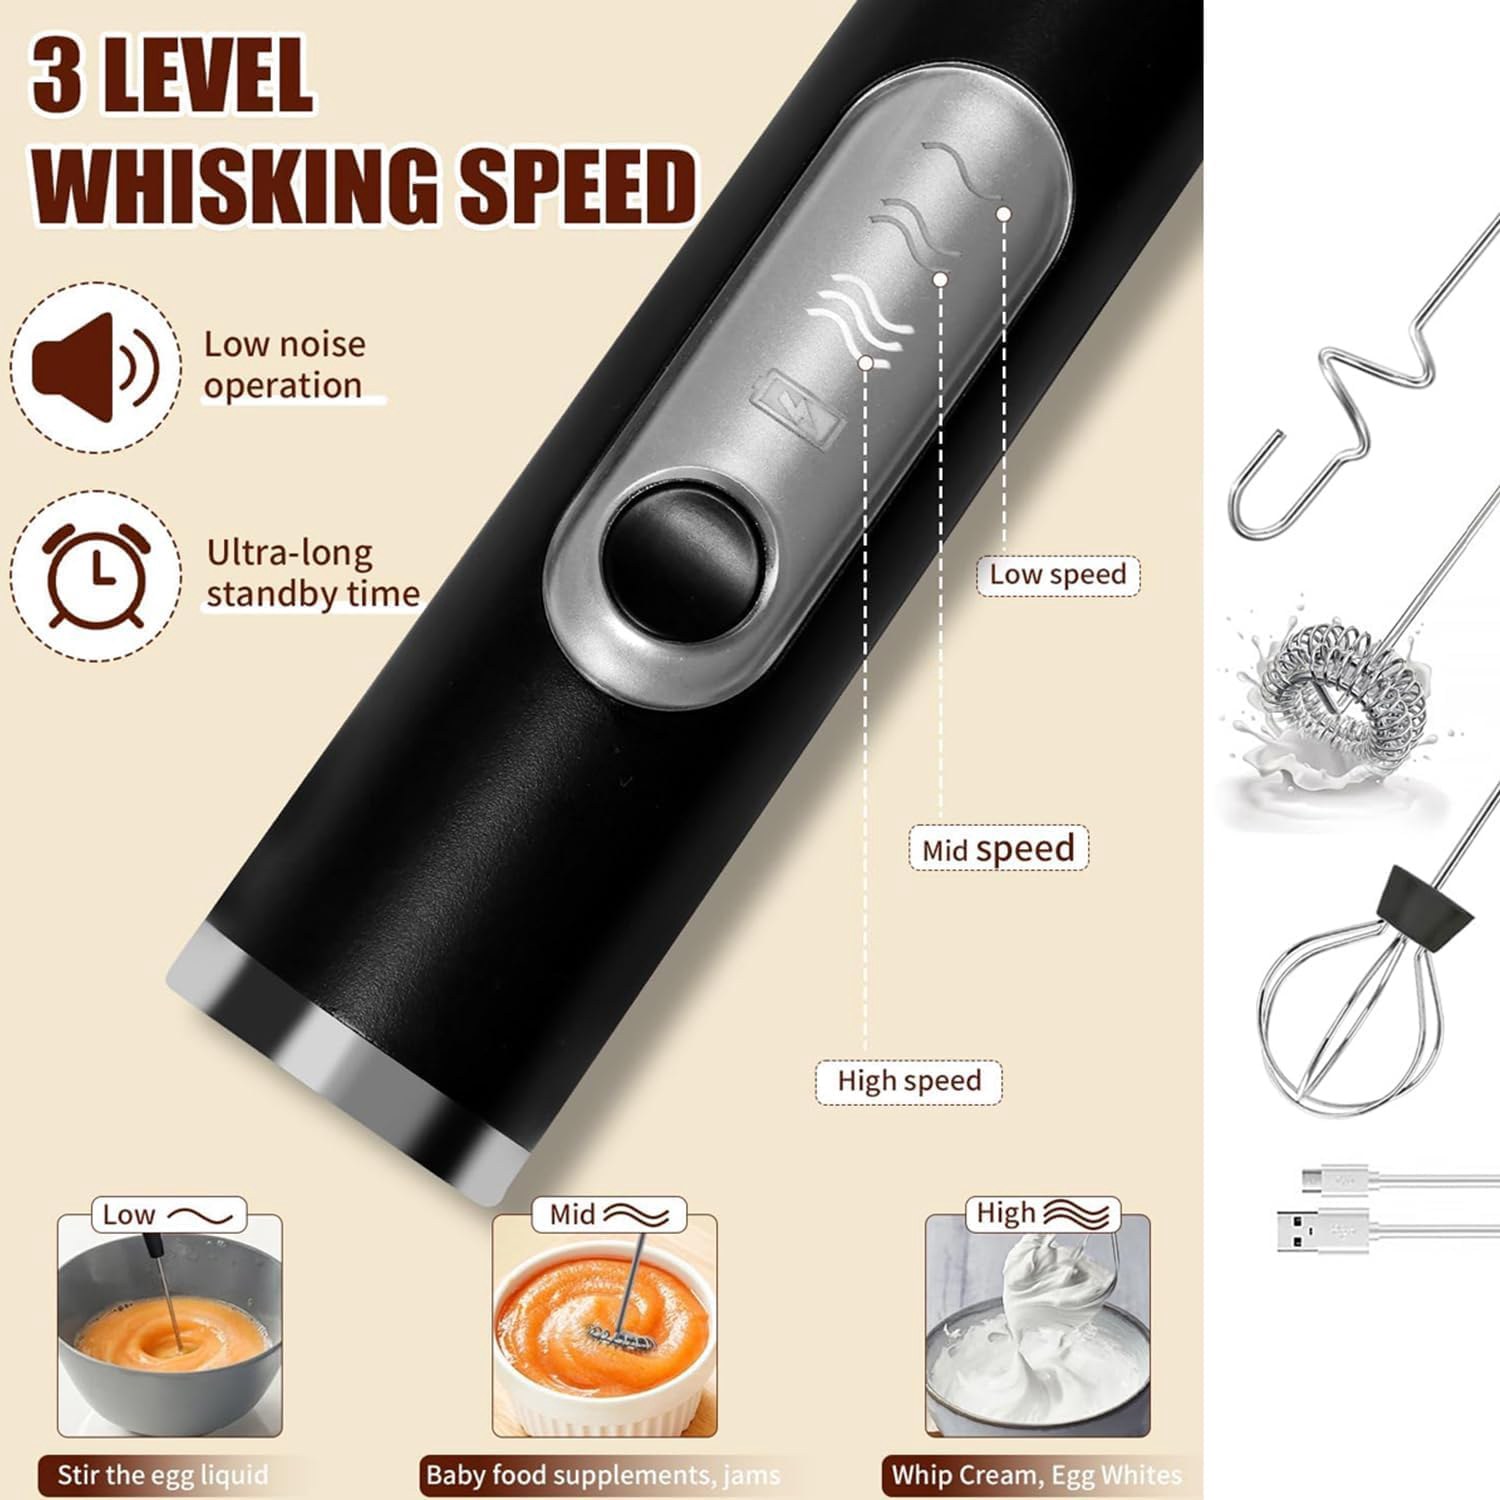 3 LEVEL
WHISKING SPEED
Low noise
operation
Ultra-long
standby time
Low speed
Mid speed
High speed
Low
Mid
High
Stir the egg liquid
Baby food supplements, jams
Whip Cream, Egg Whites